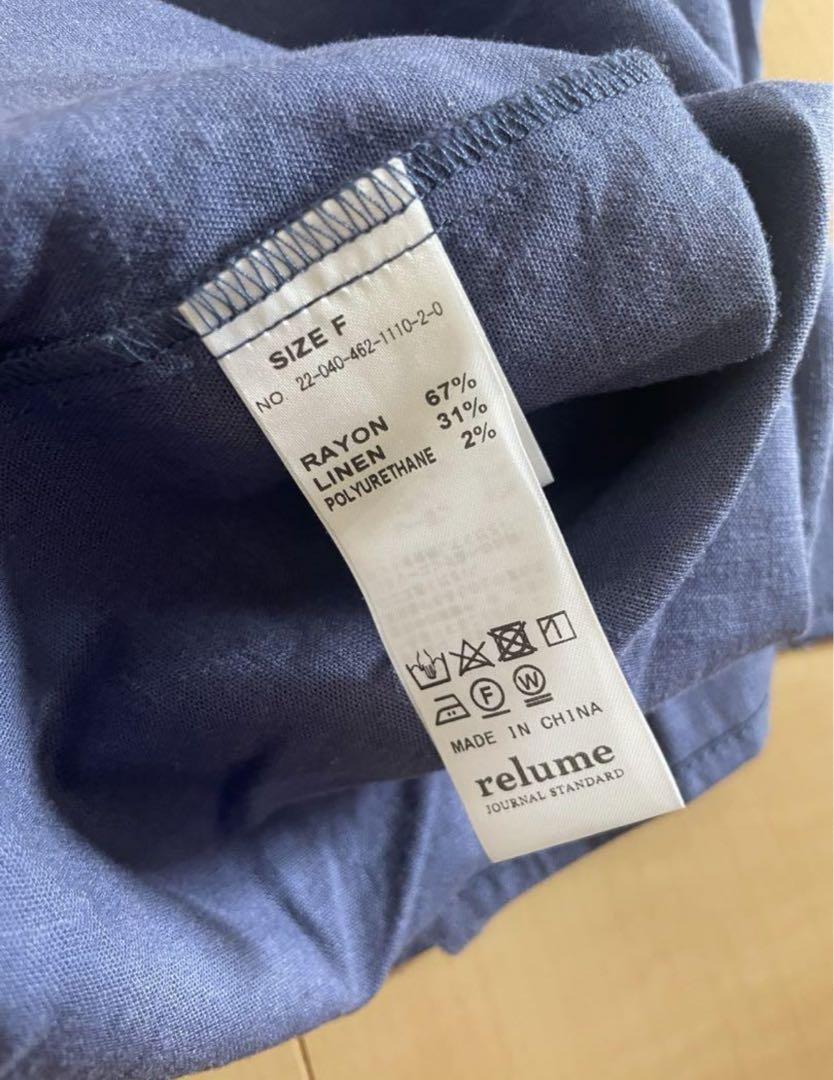 SIZE F
NO. 22-040-462-1110-2-0
RAYON 67%
LINEN 31%
POLYURETHANE 2%
F W
MADE IN CHINA
relume
JOURNAL STANDARD